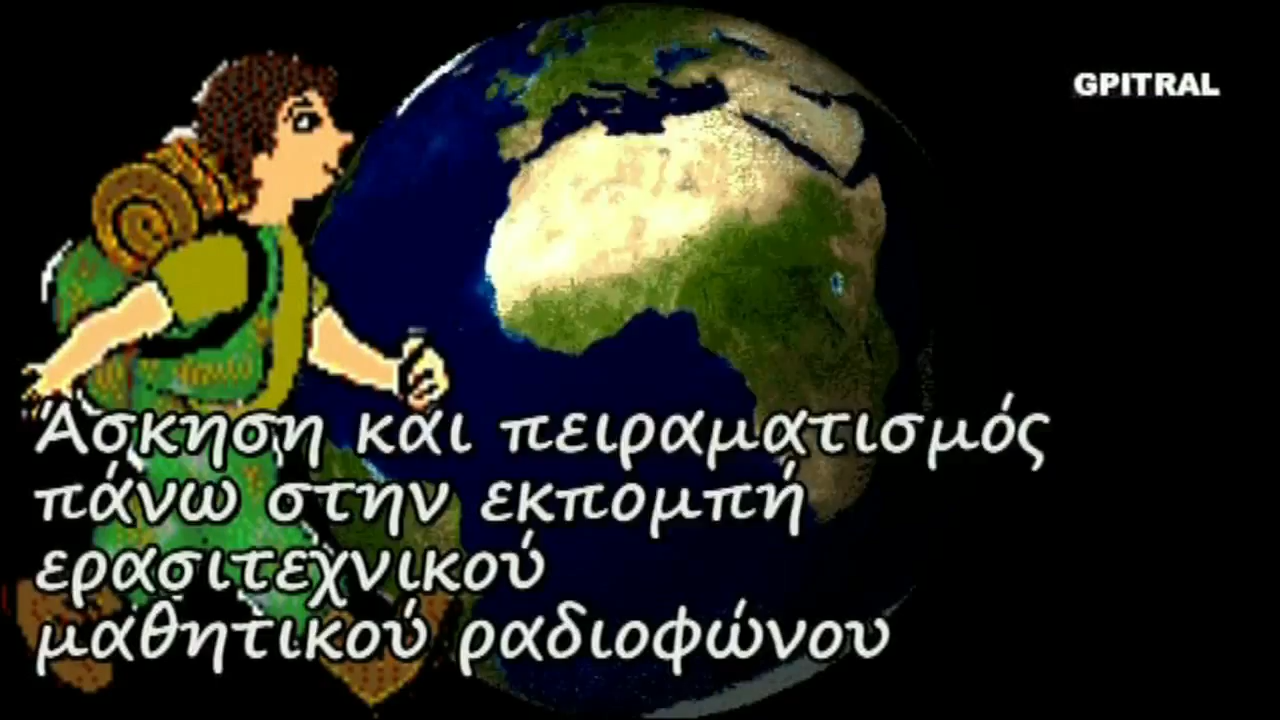 GPITRAL
Άσκηση και πειραματισμός
πάνω στην εκπομπή
ερασιτεχνικού
μαθητικού ραδιοφώνου